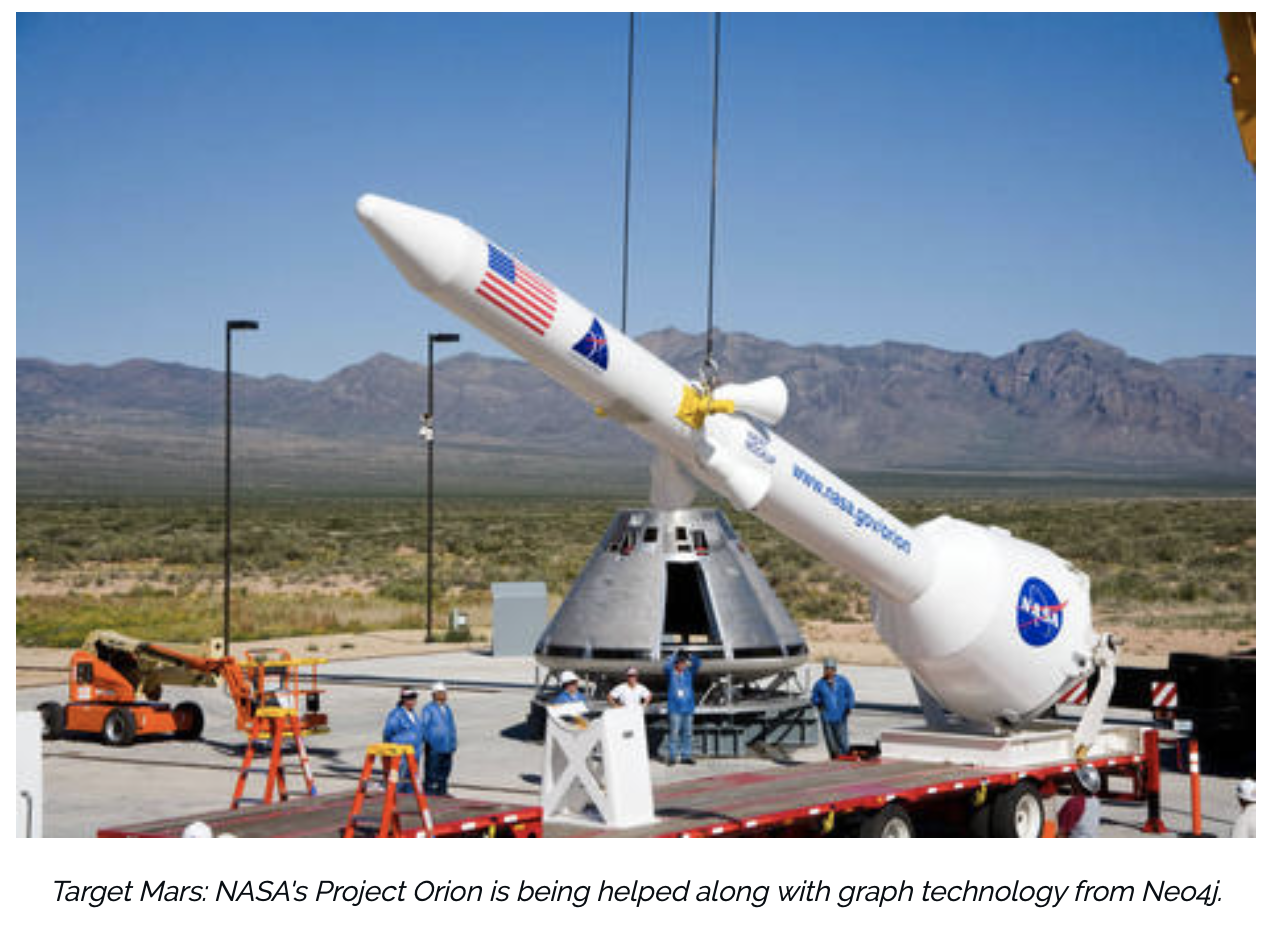 www.nasa.gov/orion
NASA
Target Mars: NASA's Project Orion is being helped along with graph technology from Neo4j.